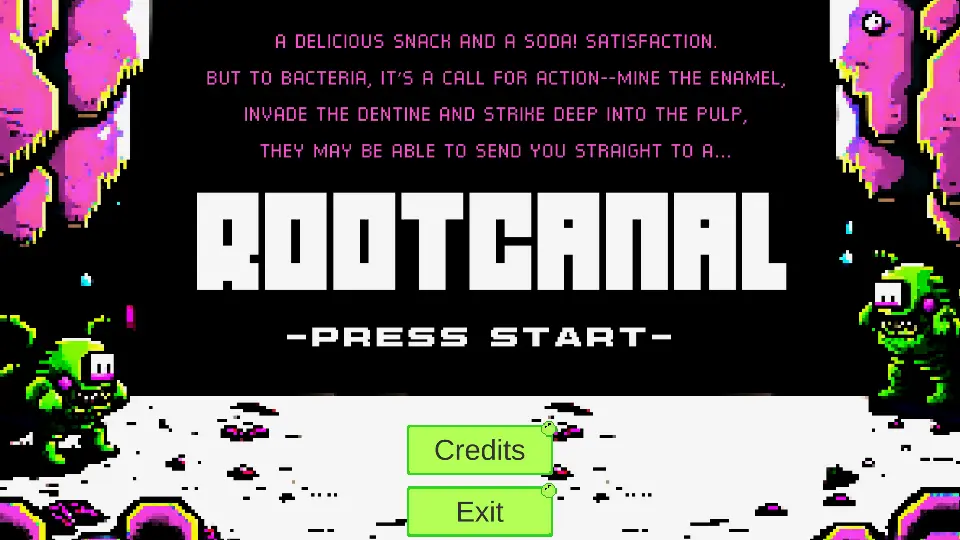 A DELICIOUS SNACK AND A SODA! SATISFACTION.
BUT TO BACTERIA, IT'S A CALL FOR ACTION--MINE THE ENAMEL,
INVADE THE DENTINE AND STRIKE DEEP INTO THE PULP,
THEY MAY BE ABLE TO SEND YOU STRAIGHT TO A...
ROOTCANAL
-PRESS START-
Credits
Exit